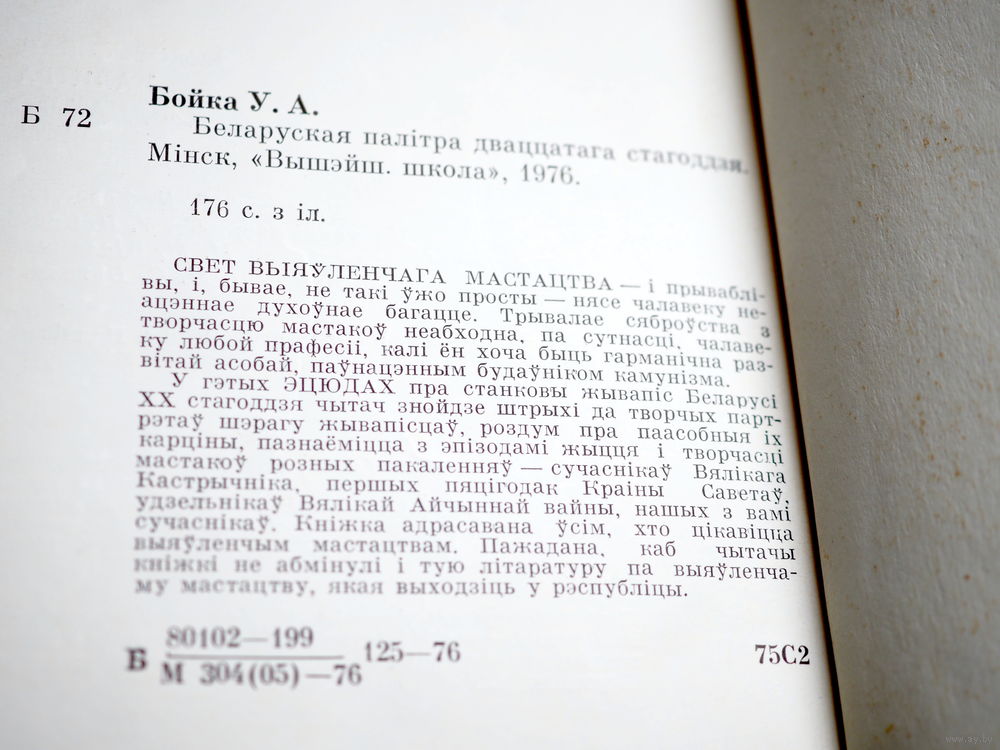 Б 72
Бойка У. А.
Беларуская палітра дваццатага стагоддзя.
Мінск, «Вышэйш. школа», 1976.
176 с. з іл.
СВЕТ ВЫЯЎЛЕНЧАГА МАСТАЦТВА — і прываблі-
вы, і, бывае, не такі ўжо просты — нясе чалавеку не-
ацэннае духоўнае багацце. Трывалае сяброўства з
творчасцю мастакоў неабходна, па сутнасці, чалаве-
ку любой прафесіі, калі ён хоча быць гарманічна раз-
вітай асобай, паўнацэнным будаўніком камунізма.
У гэтых ЭЦЮДАХ пра станковы жывапіс Беларусі
XX стагоддзя чытач знойдзе штрыхі да творчых парт-
рэтаў шэрагу жывапісцаў, роздум пра паасобныя іх
карціны, пазнаёміцца з эпізодамі жыцця і творчасці
мастакоў розных пакаленняў — сучаснікаў Вялікага
Кастрычніка, першых пяцігодак Краіны Саветаў,
удзельнікаў Вялікай Айчыннай вайны, нашых з вамі
сучаснікаў. Кніжка адрасавана ўсім, хто цікавіцца
выяўленчым мастацтвам. Пажадана, каб чытачы
кніжкі не абмінулі і тую літаратуру па выяўленча-
му мастацтву, якая выходзіць у рэспубліцы.
Б 80102—199 125—76 75С2
М 304(05)—76
www.ay.by